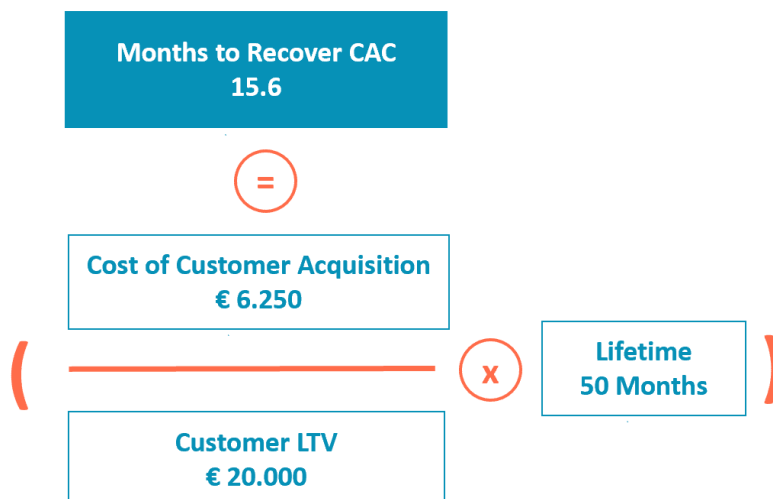 Months to Recover CAC
15.6
=
Cost of Customer Acquisition
€ 6.250
(
x
Lifetime
50 Months
)
Customer LTV
€ 20.000